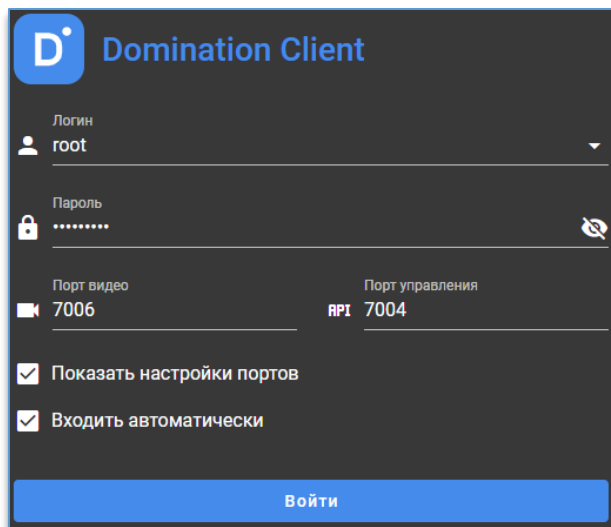 D Domination Client
Логин
root
Пароль
•••••••••
Порт видео Порт управления
7006 API 7004
Показать настройки портов
Входить автоматически
Войти